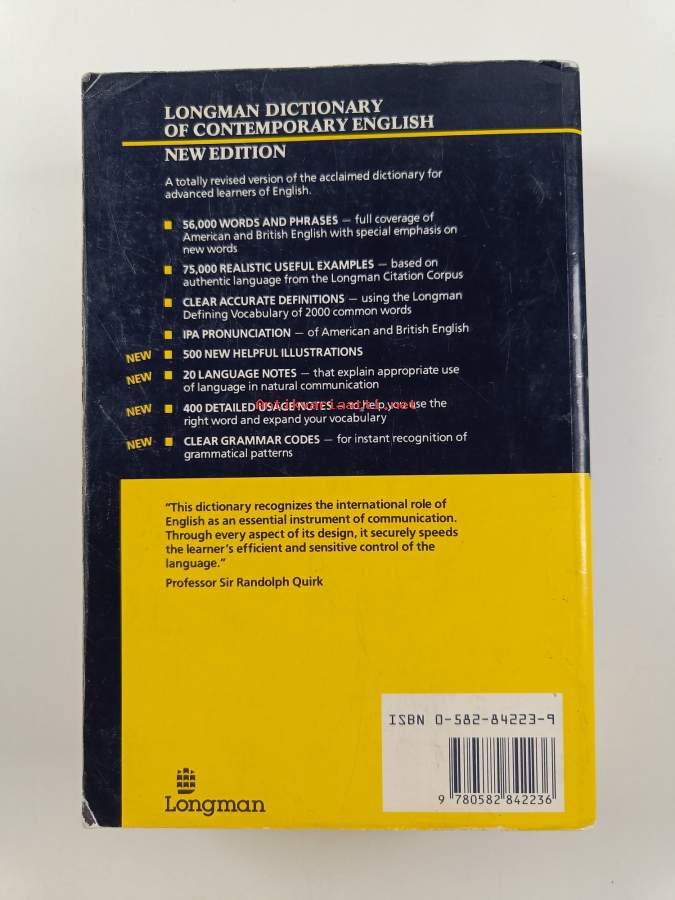 LONGMAN DICTIONARY
OF CONTEMPORARY ENGLISH
NEW EDITION
A totally revised version of the acclaimed dictionary for
advanced learners of English.
56,000 WORDS AND PHRASES — full coverage of
American and British English with special emphasis on
new words
75,000 REALISTIC USEFUL EXAMPLES — based on
authentic language from the Longman Citation Corpus
CLEAR ACCURATE DEFINITIONS — using the Longman
Defining Vocabulary of 2000 common words
IPA PRONUNCIATION — of American and British English
NEW 500 NEW HELPFUL ILLUSTRATIONS
NEW 20 LANGUAGE NOTES — that explain appropriate use
of language in natural communication
NEW 400 DETAILED USAGE NOTES — to help you use the
right word and expand your vocabulary
NEW CLEAR GRAMMAR CODES — for instant recognition of
grammatical patterns
"This dictionary recognizes the international role of
English as an essential instrument of communication.
Through every aspect of its design, it securely speeds
the learner's efficient and sensitive control of the
language."
Professor Sir Randolph Quirk
ISBN 0-582-84223-9
9 780582 842236
Longman